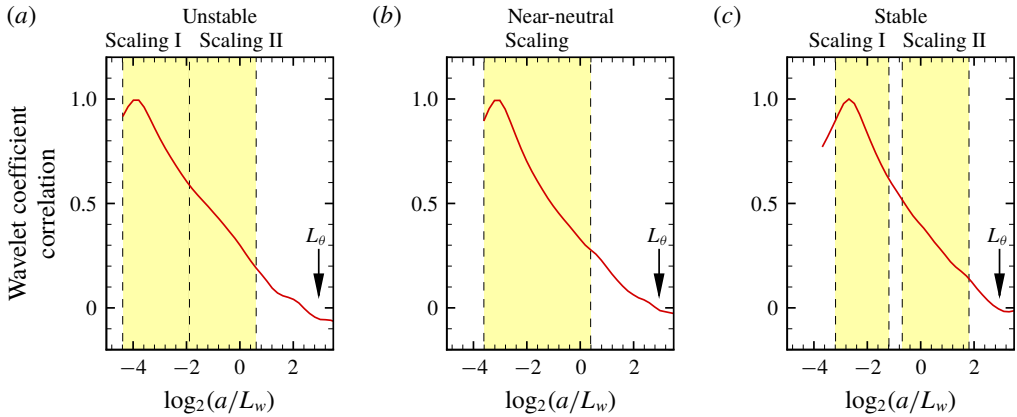 (a)
Unstable
Scaling I
Scaling II
(b)
Near-neutral
Scaling
(c)
Stable
Scaling I
Scaling II
Wavelet coefficient
correlation
1.0
0.5
0
L_θ
−4
−2
0
2
log₂(a/L_w)
L_θ
1.0
0.5
0
−4
−2
0
2
log₂(a/L_w)
L_θ
1.0
0.5
0
−4
−2
0
2
log₂(a/L_w)